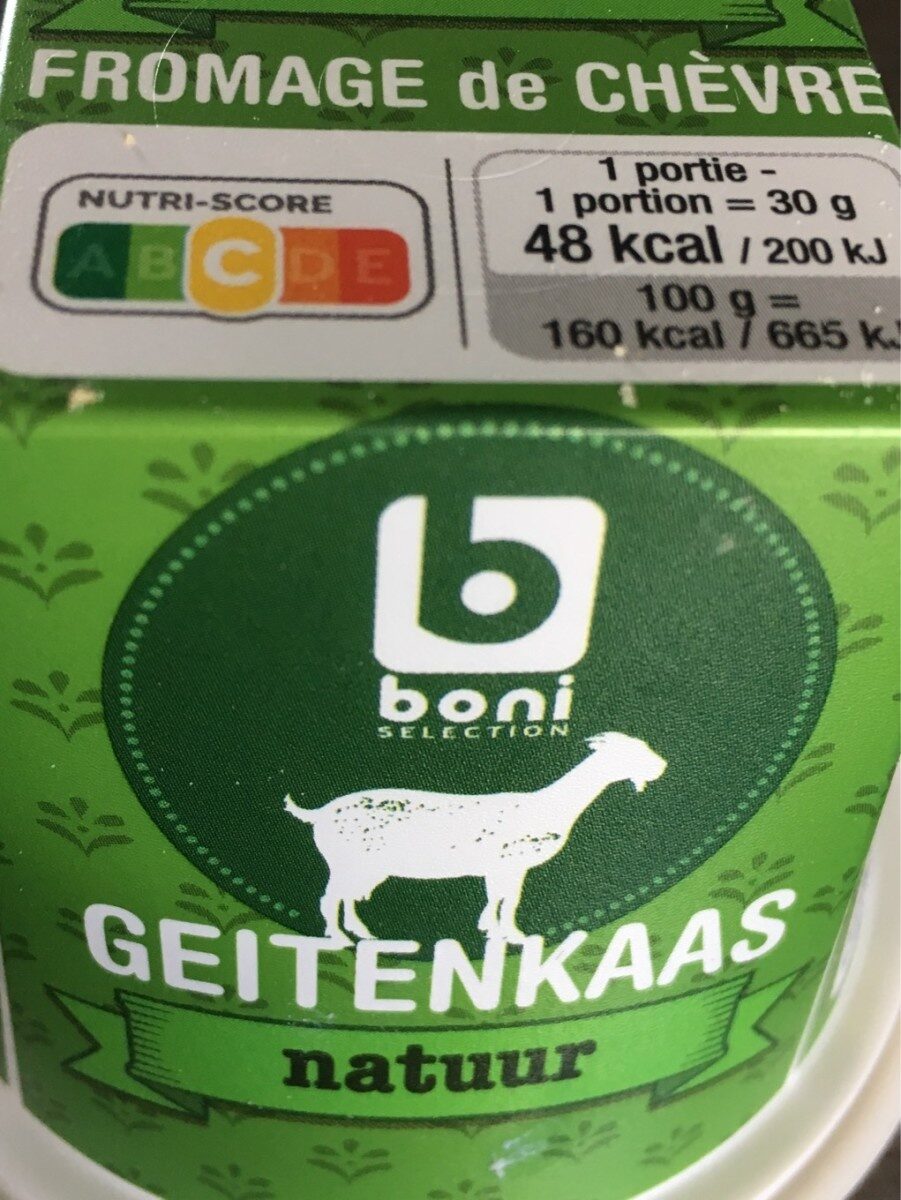 FROMAGE de CHÈVRE
NUTRI-SCORE
A B C D E
1 portie -
1 portion = 30 g
48 kcal / 200 kJ
100 g =
160 kcal / 665 kJ
b
boni
SELECTION
GEITENKAAS
natuur